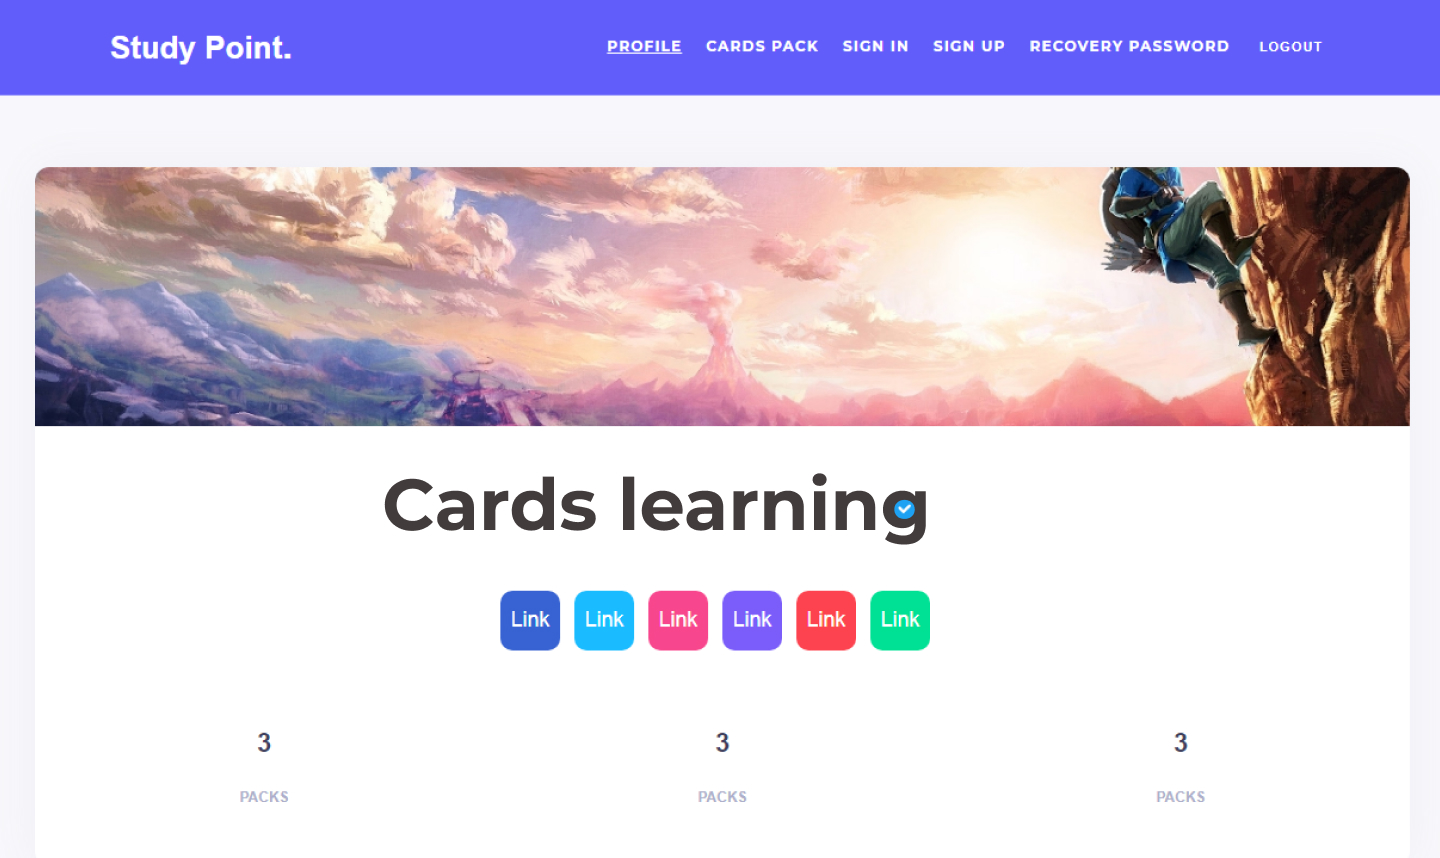 Study Point.
PROFILE CARDS PACK SIGN IN SIGN UP RECOVERY PASSWORD LOGOUT
Cards learning
Link Link Link Link Link Link
3 3 3
PACKS PACKS PACKS